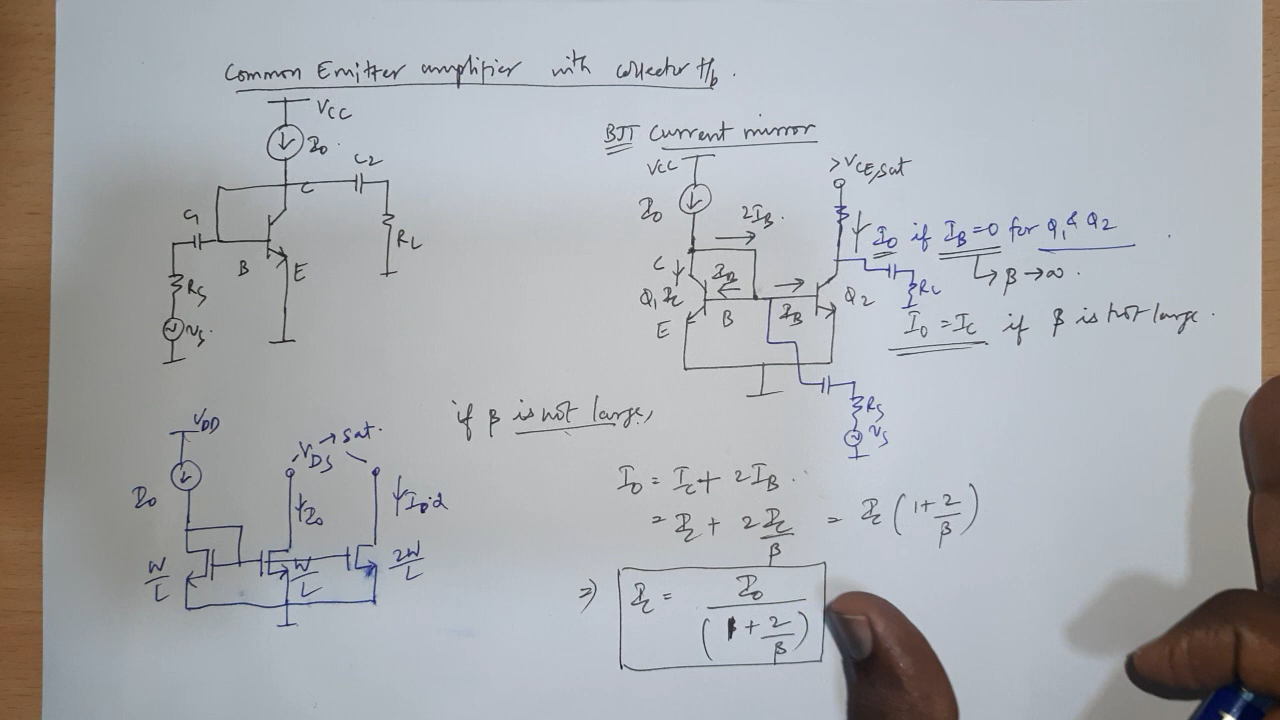 Common Emitter amplifier with collector f/b.
VCC
I0.
C2
C
C1
RL
B
E
RS
vs.
BJT Current mirror
VCC
>VCE,sat
I0
2IB.
I0 if IB=0 for Q1 & Q2
β→∞.
C
IB
Q1, IC
IB
Q2
RL
E
B
I0 = IC if β is not large.
RS
vs
VDD
VDS → sat.
I0
I0
I0·2
W/L
W/L
2W/L
if β is not large,
I0 = IC + 2IB.
= IC + 2IC/β = IC (1+2/β)
⇒ IC = I0/(1+2/β)